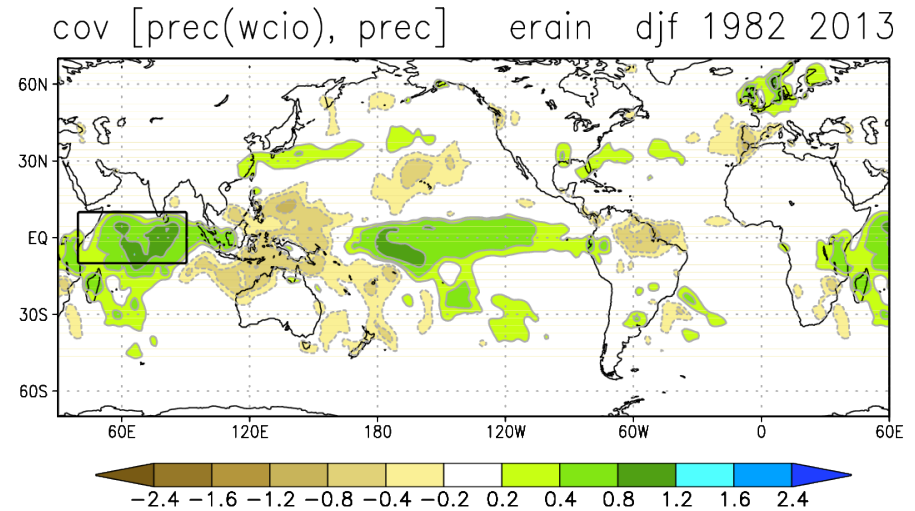 cov [prec(wcio), prec] erain djf 1982 2013
60N
30N
EQ
30S
60S
60E 120E 180 120W 60W 0 60E
−2.4 −1.6 −1.2 −0.8 −0.4 −0.2 0.2 0.4 0.8 1.2 1.6 2.4